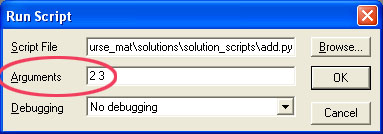 Run Script
Script File urse_mat\solutions\solution_scripts\add.py Browse...
Arguments 2 3 OK
Debugging No debugging Cancel